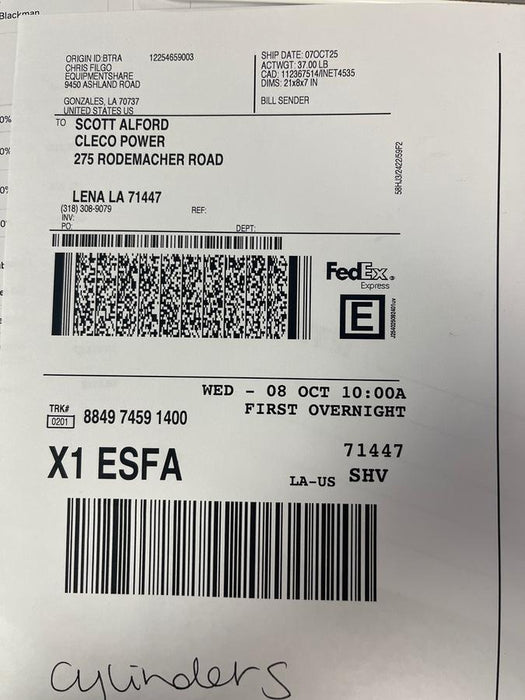 Blackman
ORIGIN ID:BTRA 12254659003
CHRIS FILGO
EQUIPMENTSHARE
9450 ASHLAND ROAD
GONZALES, LA 70737
UNITED STATES US
SHIP DATE: 07OCT25
ACTWGT: 37.00 LB
CAD: 112367514/INET4535
DIMS: 21x8x7 IN
BILL SENDER
TO SCOTT ALFORD
CLECO POWER
275 RODEMACHER ROAD
LENA LA 71447
(318) 308-9079 REF:
INV:
PO: DEPT:
58HJ3/2422/59F2
FedEx
Express
E
WED - 08 OCT 10:00A
FIRST OVERNIGHT
TRK#
0201 8849 7459 1400
X1 ESFA
71447
LA-US SHV
cylinders